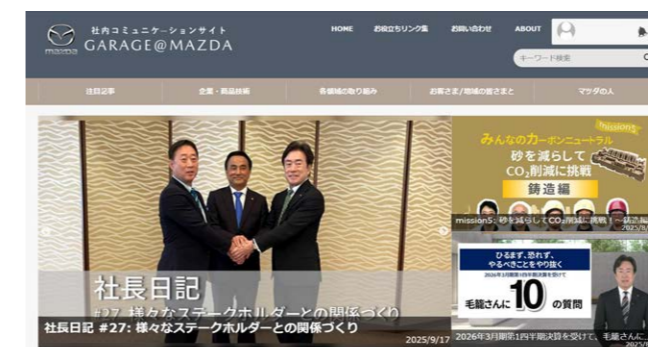 mazda
社内コミュニケーションサイト
GARAGE@MAZDA
HOME お役立ちリンク集 お問い合わせ ABOUT
キーワード検索
注目記事 企業・商品技術 各領域の取り組み お客さま/地域の皆さまと マツダの人
社長日記
#27 様々なステークホルダーとの関係づくり
社長日記 #27: 様々なステークホルダーとの関係づくり
2025/9/17
mission5
みんなのカーボンニュートラル
砂を減らして
CO₂削減に挑戦
鋳造編
mission5: 砂を減らしてCO₂削減に挑戦!~鋳造編
2025/8/
ひるまず、恐れず、
やるべきことをやり抜く
2026年3月期第1四半期決算を受けて
毛籠さんに10の質問
2026年3月期第1四半期決算を受けて、毛籠さんに